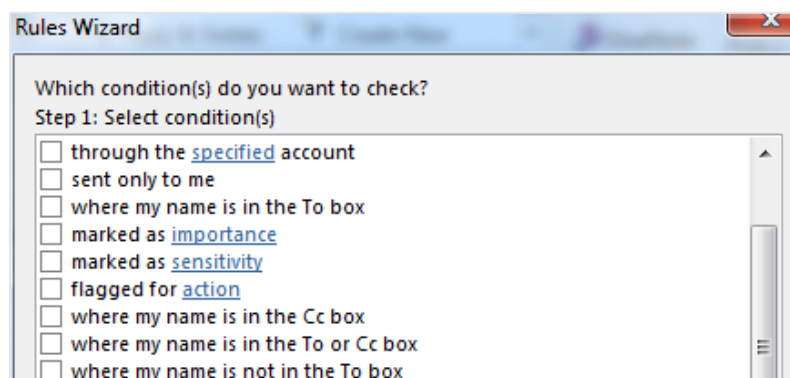 Rules Wizard
Which condition(s) do you want to check?
Step 1: Select condition(s)
through the specified account
sent only to me
where my name is in the To box
marked as importance
marked as sensitivity
flagged for action
where my name is in the Cc box
where my name is in the To or Cc box
where my name is not in the To box